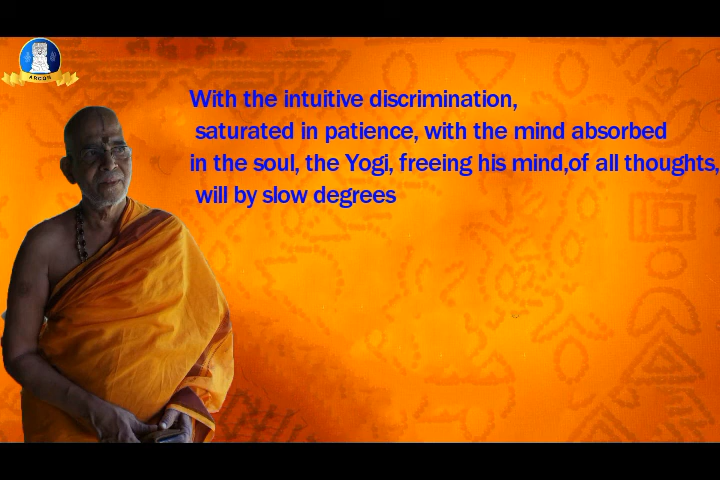 ARCGS
With the intuitive discrimination,
saturated in patience, with the mind absorbed
in the soul, the Yogi, freeing his mind,of all thoughts,
will by slow degrees